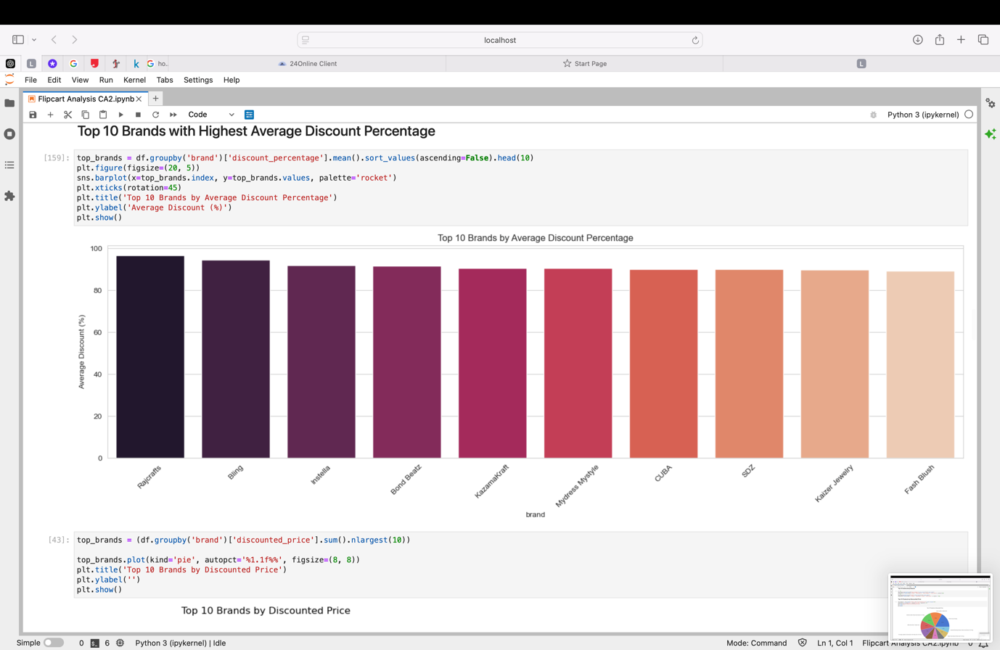 localhost
L
ho..
24Online Client
Start Page
L
File Edit View Run Kernel Tabs Settings Help
Flipcart Analysis CA2.ipynb
Code
Python 3 (ipykernel)
Top 10 Brands with Highest Average Discount Percentage
[159]:
top_brands = df.groupby('brand')['discount_percentage'].mean().sort_values(ascending=False).head(10)
plt.figure(figsize=(20, 5))
sns.barplot(x=top_brands.index, y=top_brands.values, palette='rocket')
plt.xticks(rotation=45)
plt.title('Top 10 Brands by Average Discount Percentage')
plt.ylabel('Average Discount (%)')
plt.show()
Top 10 Brands by Average Discount Percentage
100
80
60
40
20
0
Average Discount (%)
Rajcrafts
Bling
Instella
Bond Beatz
KazamaKraft
Mydress Mystyle
CUBA
SDZ
Kaizer Jewelry
Fash Blush
brand
[43]:
top_brands = (df.groupby('brand')['discounted_price'].sum().nlargest(10))
top_brands.plot(kind='pie', autopct='%1.1f%%', figsize=(8, 8))
plt.title('Top 10 Brands by Discounted Price')
plt.ylabel('')
plt.show()
Top 10 Brands by Discounted Price
Simple 0 6 Python 3 (ipykernel) | Idle
Mode: Command Ln 1, Col 1 Flipcart Analysis CA2.ipynb 0